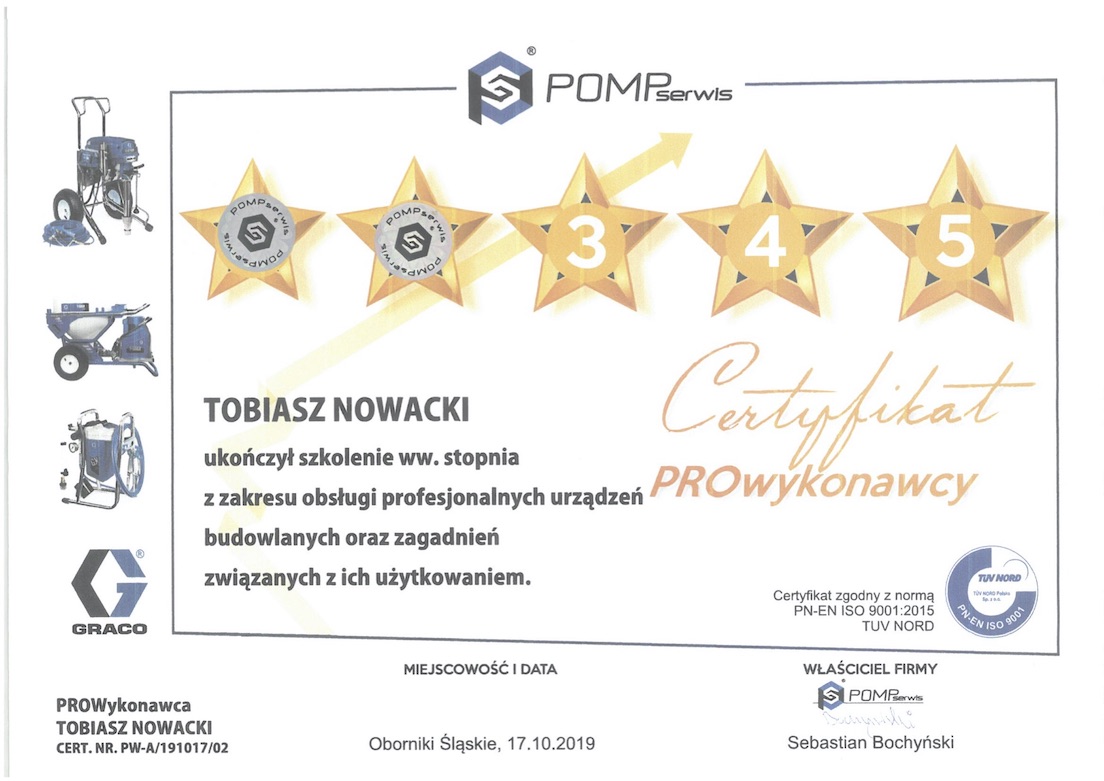 POMPserwis
®
POMPserwis
POMPserwis
POMPserwis
POMPserwis
3
4
5
Certyfikat
PROwykonawcy
TOBIASZ NOWACKI
ukończył szkolenie ww. stopnia
z zakresu obsługi profesjonalnych urządzeń
budowlanych oraz zagadnień
związanych z ich użytkowaniem.
®
GRACO
Certyfikat zgodny z normą
PN-EN ISO 9001:2015
TUV NORD
TÜV NORD
TÜV NORD Polska
Sp. z o.o.
PN-EN ISO 9001
MIEJSCOWOŚĆ I DATA
Oborniki Śląskie, 17.10.2019
WŁAŚCICIEL FIRMY
POMPserwis
Sebastian Bochyński
PROWykonawca
TOBIASZ NOWACKI
CERT. NR. PW-A/191017/02